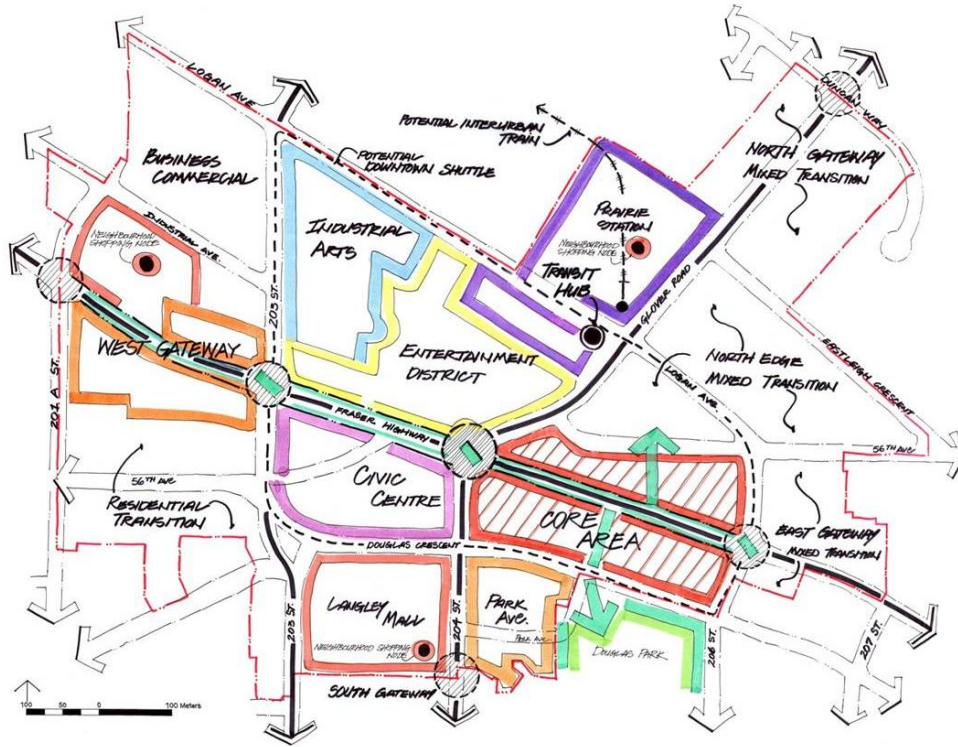 LOGAN AVE
DUNCAN WAY
POTENTIAL INTERURBAN
TRAIN
POTENTIAL
DOWNTOWN SHUTTLE
BUSINESS
COMMERCIAL
NORTH GATEWAY
MIXED TRANSITION
INDUSTRIAL AVE.
NEIGHBOURHOOD
SHOPPING NODE
INDUSTRIAL
ARTS
PRAIRIE
STATION
NEIGHBOURHOOD
SHOPPING NODE
TRANSIT
HUB
GLOVER ROAD
203 ST.
WEST GATEWAY
ENTERTAINMENT
DISTRICT
NORTH EDGE
MIXED TRANSITION
EASTLEIGH CRESCENT
LOGAN AVE.
202 A ST.
FRASER HIGHWAY
56TH AVE
56TH AVE
CIVIC
CENTRE
RESIDENTIAL
TRANSITION
CORE
AREA
EAST GATEWAY
MIXED TRANSITION
DOUGLAS CRESCENT
LANGLEY
MALL
NEIGHBOURHOOD SHOPPING
NODE
203 ST.
204 ST.
PARK
AVE.
PARK AVE.
DOUGLAS PARK
206 ST.
207 ST.
SOUTH GATEWAY
100 50 0 100 Meters